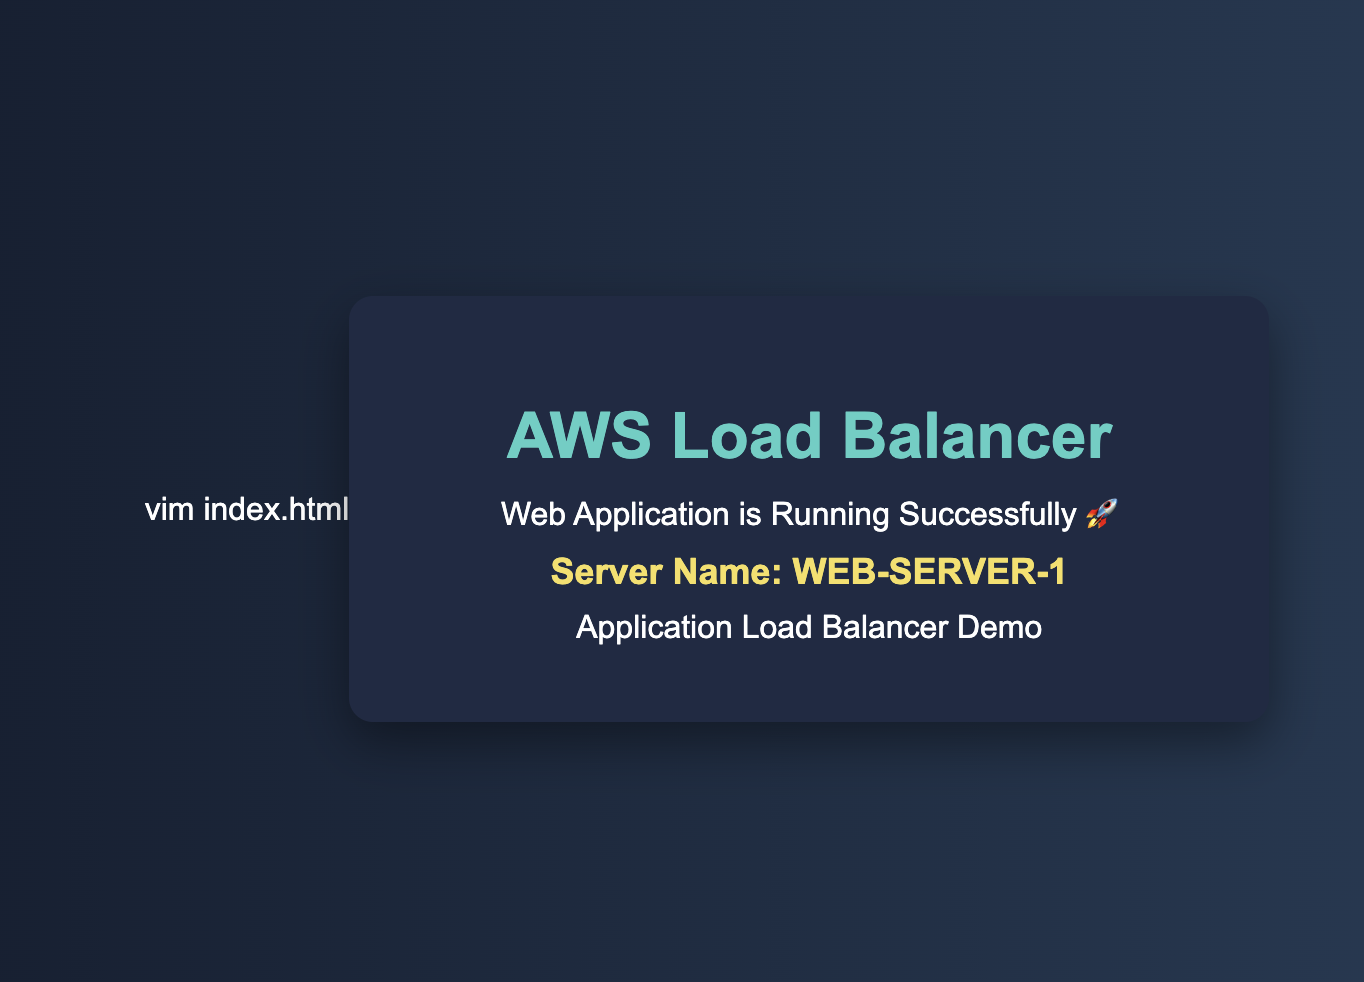 vim index.html
AWS Load Balancer
Web Application is Running Successfully 🚀
Server Name: WEB-SERVER-1
Application Load Balancer Demo